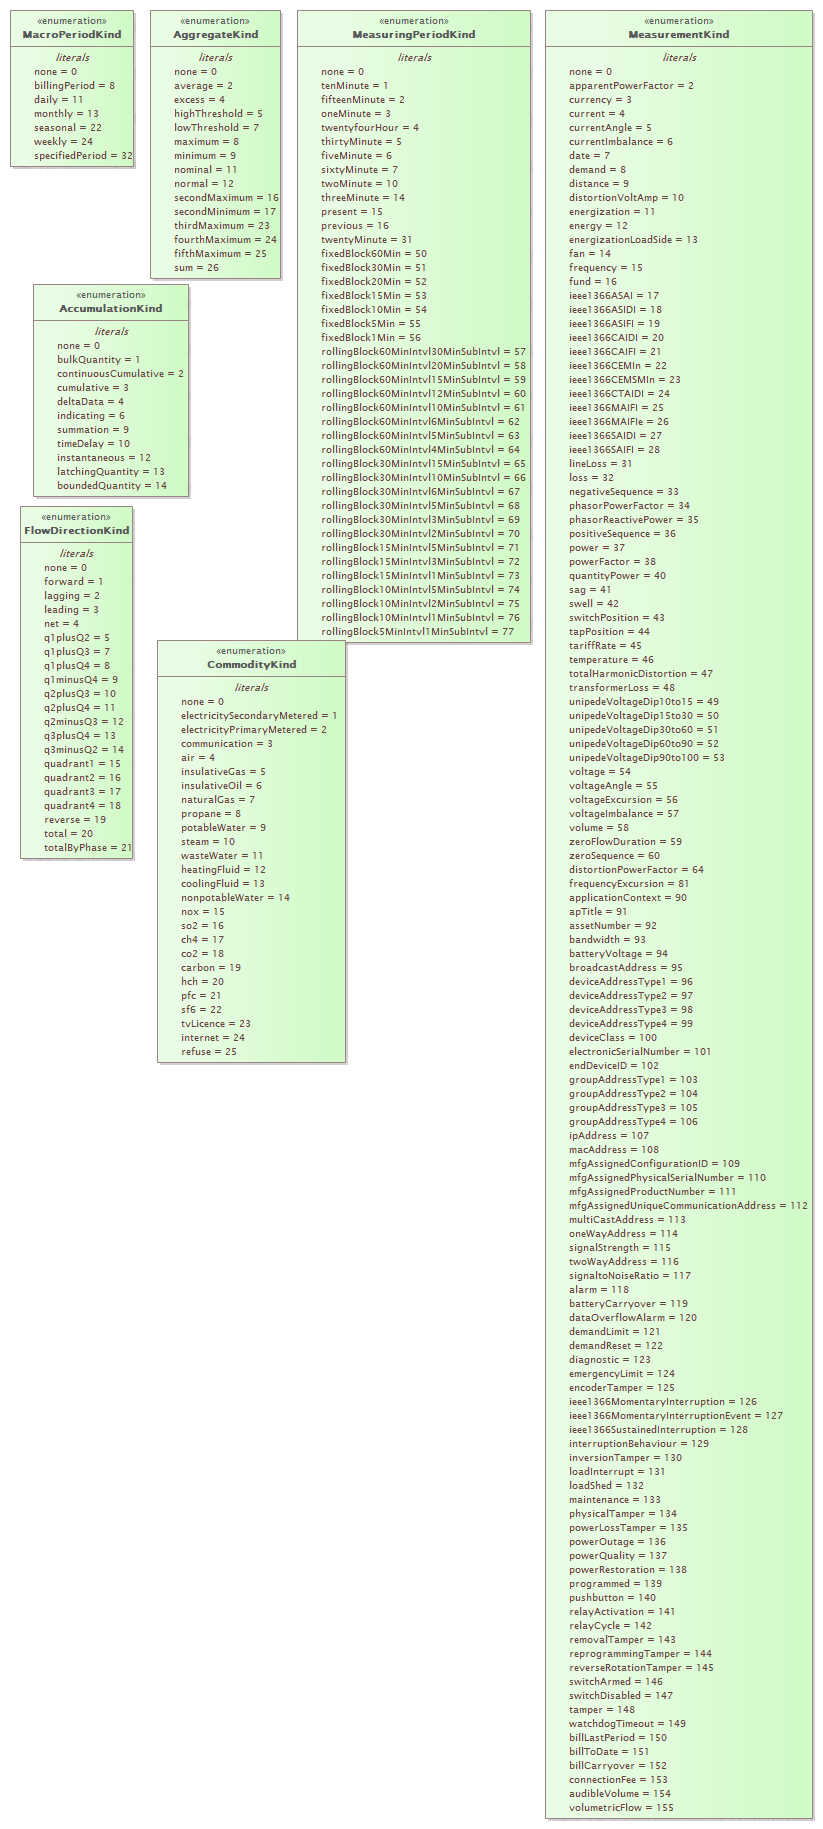 «enumeration»
MacroPeriodKind
literals
none = 0
billingPeriod = 8
daily = 11
monthly = 13
seasonal = 22
weekly = 24
specifiedPeriod = 32
«enumeration»
AggregateKind
literals
none = 0
average = 2
excess = 4
highThreshold = 5
lowThreshold = 7
maximum = 8
minimum = 9
nominal = 11
normal = 12
secondMaximum = 16
secondMinimum = 17
thirdMaximum = 23
fourthMaximum = 24
fifthMaximum = 25
sum = 26
«enumeration»
AccumulationKind
literals
none = 0
bulkQuantity = 1
continuousCumulative = 2
cumulative = 3
deltaData = 4
indicating = 6
summation = 9
timeDelay = 10
instantaneous = 12
latchingQuantity = 13
boundedQuantity = 14
«enumeration»
FlowDirectionKind
literals
none = 0
forward = 1
lagging = 2
leading = 3
net = 4
q1plusQ2 = 5
q1plusQ3 = 7
q1plusQ4 = 8
q1minusQ4 = 9
q2plusQ3 = 10
q2plusQ4 = 11
q2minusQ3 = 12
q3plusQ4 = 13
q3minusQ2 = 14
quadrant1 = 15
quadrant2 = 16
quadrant3 = 17
quadrant4 = 18
reverse = 19
total = 20
totalByPhase = 21
«enumeration»
MeasuringPeriodKind
literals
none = 0
tenMinute = 1
fifteenMinute = 2
oneMinute = 3
twentyfourHour = 4
thirtyMinute = 5
fiveMinute = 6
sixtyMinute = 7
twoMinute = 10
threeMinute = 14
present = 15
previous = 16
twentyMinute = 31
fixedBlock60Min = 50
fixedBlock30Min = 51
fixedBlock20Min = 52
fixedBlock15Min = 53
fixedBlock10Min = 54
fixedBlock5Min = 55
fixedBlock1Min = 56
rollingBlock60MinIntvl30MinSubIntvl = 57
rollingBlock60MinIntvl20MinSubIntvl = 58
rollingBlock60MinIntvl15MinSubIntvl = 59
rollingBlock60MinIntvl12MinSubIntvl = 60
rollingBlock60MinIntvl10MinSubIntvl = 61
rollingBlock60MinIntvl6MinSubIntvl = 62
rollingBlock60MinIntvl5MinSubIntvl = 63
rollingBlock60MinIntvl4MinSubIntvl = 64
rollingBlock30MinIntvl15MinSubIntvl = 65
rollingBlock30MinIntvl10MinSubIntvl = 66
rollingBlock30MinIntvl6MinSubIntvl = 67
rollingBlock30MinIntvl5MinSubIntvl = 68
rollingBlock30MinIntvl3MinSubIntvl = 69
rollingBlock30MinIntvl2MinSubIntvl = 70
rollingBlock15MinIntvl5MinSubIntvl = 71
rollingBlock15MinIntvl3MinSubIntvl = 72
rollingBlock15MinIntvl1MinSubIntvl = 73
rollingBlock10MinIntvl5MinSubIntvl = 74
rollingBlock10MinIntvl2MinSubIntvl = 75
rollingBlock10MinIntvl1MinSubIntvl = 76
rollingBlock5MinIntvl1MinSubIntvl = 77
«enumeration»
CommodityKind
literals
none = 0
electricitySecondaryMetered = 1
electricityPrimaryMetered = 2
communication = 3
air = 4
insulativeGas = 5
insulativeOil = 6
naturalGas = 7
propane = 8
potableWater = 9
steam = 10
wasteWater = 11
heatingFluid = 12
coolingFluid = 13
nonpotableWater = 14
nox = 15
so2 = 16
ch4 = 17
co2 = 18
carbon = 19
hch = 20
pfc = 21
sf6 = 22
tvLicence = 23
internet = 24
refuse = 25
«enumeration»
MeasurementKind
literals
none = 0
apparentPowerFactor = 2
currency = 3
current = 4
currentAngle = 5
currentImbalance = 6
date = 7
demand = 8
distance = 9
distortionVoltAmp = 10
energization = 11
energy = 12
energizationLoadSide = 13
fan = 14
frequency = 15
fund = 16
ieee1366ASAI = 17
ieee1366ASIDI = 18
ieee1366ASIFI = 19
ieee1366CAIDI = 20
ieee1366CAIFI = 21
ieee1366CEMIn = 22
ieee1366CEMSMIn = 23
ieee1366CTAIDI = 24
ieee1366MAIFI = 25
ieee1366MAIFIe = 26
ieee1366SAIDI = 27
ieee1366SAIFI = 28
lineLoss = 31
loss = 32
negativeSequence = 33
phasorPowerFactor = 34
phasorReactivePower = 35
positiveSequence = 36
power = 37
powerFactor = 38
quantityPower = 40
sag = 41
swell = 42
switchPosition = 43
tapPosition = 44
tariffRate = 45
temperature = 46
totalHarmonicDistortion = 47
transformerLoss = 48
unipedeVoltageDip10to15 = 49
unipedeVoltageDip15to30 = 50
unipedeVoltageDip30to60 = 51
unipedeVoltageDip60to90 = 52
unipedeVoltageDip90to100 = 53
voltage = 54
voltageAngle = 55
voltageExcursion = 56
voltageImbalance = 57
volume = 58
zeroFlowDuration = 59
zeroSequence = 60
distortionPowerFactor = 64
frequencyExcursion = 81
applicationContext = 90
apTitle = 91
assetNumber = 92
bandwidth = 93
batteryVoltage = 94
broadcastAddress = 95
deviceAddressType1 = 96
deviceAddressType2 = 97
deviceAddressType3 = 98
deviceAddressType4 = 99
deviceClass = 100
electronicSerialNumber = 101
endDeviceID = 102
groupAddressType1 = 103
groupAddressType2 = 104
groupAddressType3 = 105
groupAddressType4 = 106
ipAddress = 107
macAddress = 108
mfgAssignedConfigurationID = 109
mfgAssignedPhysicalSerialNumber = 110
mfgAssignedProductNumber = 111
mfgAssignedUniqueCommunicationAddress = 112
multiCastAddress = 113
oneWayAddress = 114
signalStrength = 115
twoWayAddress = 116
signaltoNoiseRatio = 117
alarm = 118
batteryCarryover = 119
dataOverflowAlarm = 120
demandLimit = 121
demandReset = 122
diagnostic = 123
emergencyLimit = 124
encoderTamper = 125
ieee1366MomentaryInterruption = 126
ieee1366MomentaryInterruptionEvent = 127
ieee1366SustainedInterruption = 128
interruptionBehaviour = 129
inversionTamper = 130
loadInterrupt = 131
loadShed = 132
maintenance = 133
physicalTamper = 134
powerLossTamper = 135
powerOutage = 136
powerQuality = 137
powerRestoration = 138
programmed = 139
pushbutton = 140
relayActivation = 141
relayCycle = 142
removalTamper = 143
reprogrammingTamper = 144
reverseRotationTamper = 145
switchArmed = 146
switchDisabled = 147
tamper = 148
watchdogTimeout = 149
billLastPeriod = 150
billToDate = 151
billCarryover = 152
connectionFee = 153
audibleVolume = 154
volumetricFlow = 155